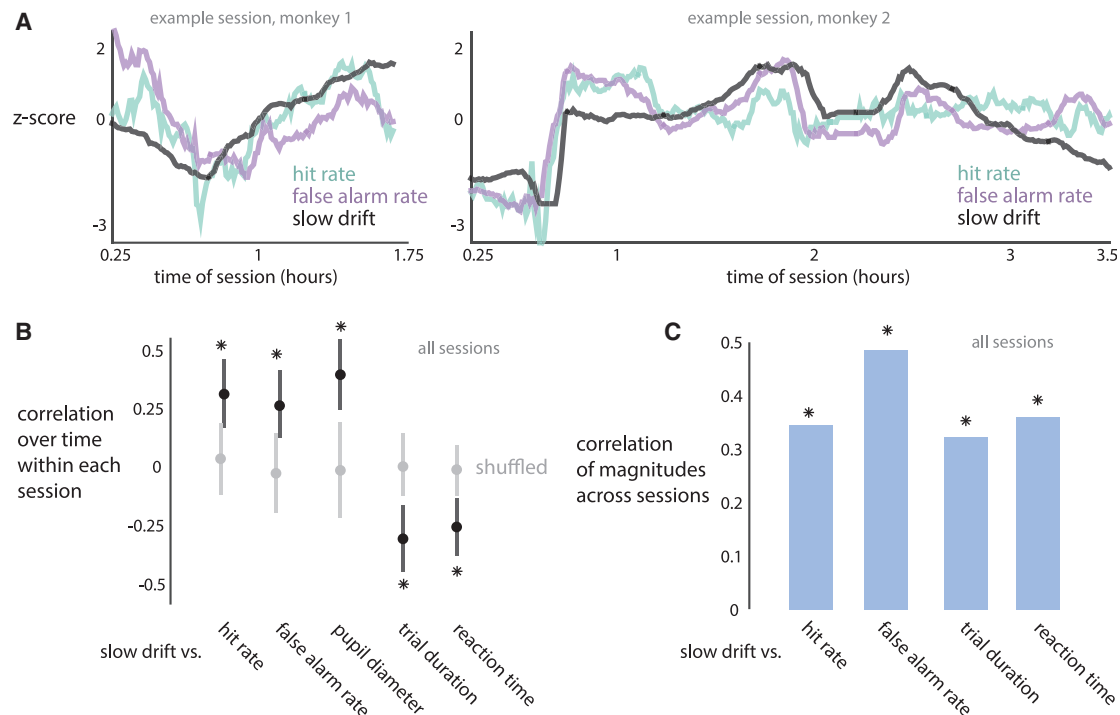 A
example session, monkey 1
example session, monkey 2
z-score
2
0
-3
hit rate
false alarm rate
slow drift
0.25
1
1.75
time of session (hours)
2
0
-3
hit rate
false alarm rate
slow drift
0.25
1
2
3
3.5
time of session (hours)
time of session (hours)
B
all sessions
correlation
over time
within each
session
0.5
0.25
0
-0.25
-0.5
*
*
*
*
*
shuffled
slow drift vs.
hit rate
false alarm rate
pupil diameter
trial duration
reaction time
C
all sessions
correlation
of magnitudes
across sessions
0.5
0.4
0.3
0.2
0.1
0
*
*
*
*
slow drift vs.
hit rate
false alarm rate
trial duration
reaction time